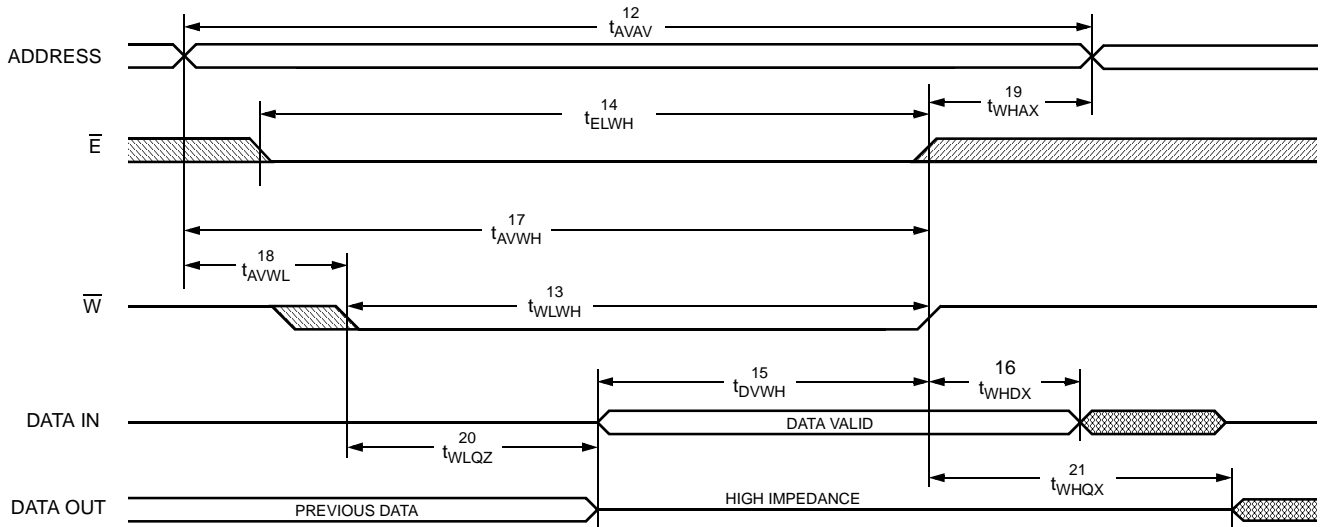 12
tAVAV
ADDRESS
14
tELWH
19
tWHAX
E
17
tAVWH
18
tAVWL
W
13
tWLWH
15
tDVWH
16
tWHDX
DATA IN
DATA VALID
20
tWLQZ
21
tWHQX
DATA OUT
PREVIOUS DATA
HIGH IMPEDANCE